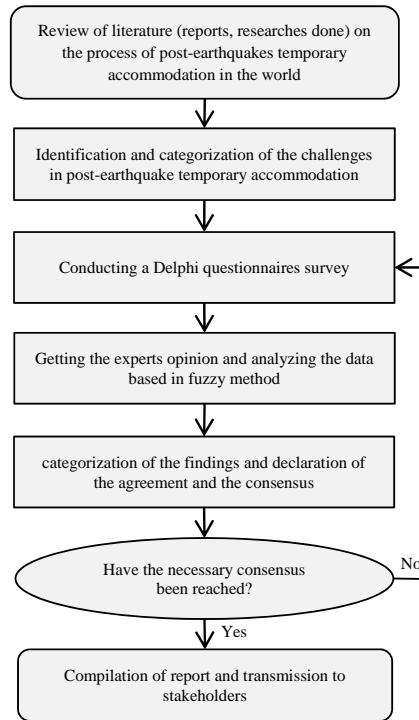 Review of literature (reports, researches done) on
the process of post-earthquakes temporary
accommodation in the world
Identification and categorization of the challenges
in post-earthquake temporary accommodation
Conducting a Delphi questionnaires survey
Getting the experts opinion and analyzing the data
based in fuzzy method
categorization of the findings and declaration of
the agreement and the consensus
Have the necessary consensus
been reached?
No
Yes
Compilation of report and transmission to
stakeholders